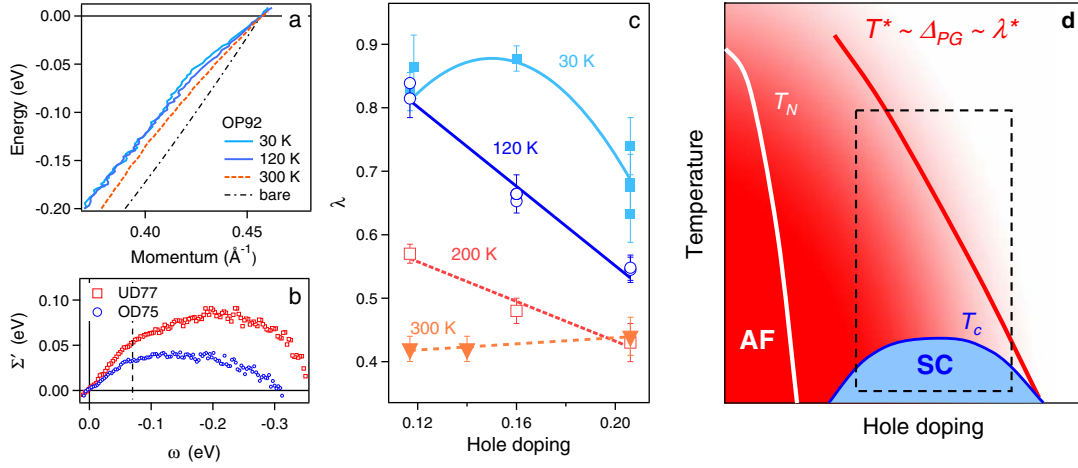 a
Energy (eV)
0.00
-0.05
-0.10
-0.15
-0.20
OP92
30 K
120 K
300 K
bare
0.40
0.45
Momentum (Å⁻¹)
b
Σ′ (eV)
0.10
0.05
0.00
UD77
OD75
0.0
-0.1
-0.2
-0.3
ω (eV)
c
λ
0.9
0.8
0.7
0.6
0.5
0.4
30 K
120 K
200 K
300 K
0.12
0.16
0.20
Hole doping
d
T* ~ Δ_PG ~ λ*
T_N
AF
T_c
SC
Temperature
Hole doping